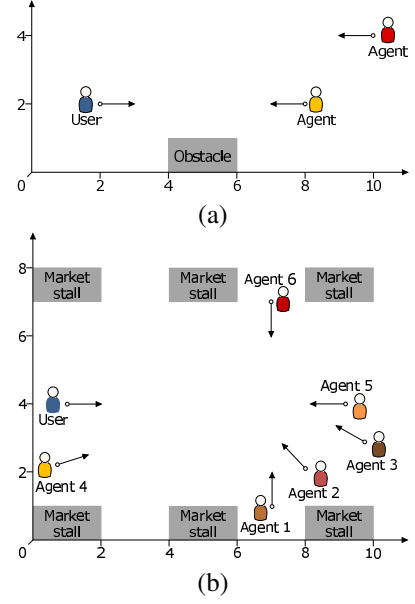 4
Agent
2
User
Agent
Obstacle
0
2
4
6
8
10
(a)
8
Market
stall
Market
stall
Agent 6
Market
stall
6
Agent 5
4
User
Agent 3
2
Agent 4
Agent 2
Market
stall
Market
stall
Agent 1
Market
stall
0
2
4
6
8
10
(b)